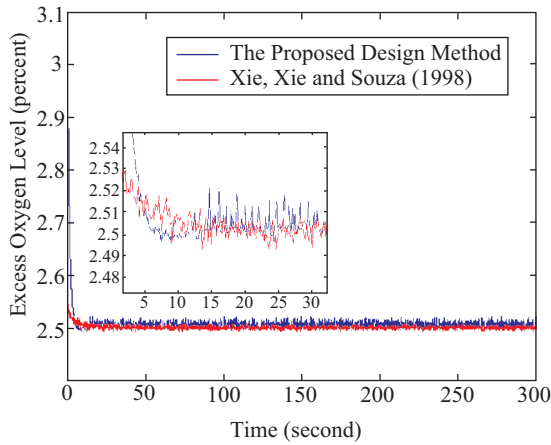 3.1
3
2.9
2.8
2.7
2.6
2.5
Excess Oxygen Level (percent)
The Proposed Design Method
Xie, Xie and Souza (1998)
2.54
2.53
2.52
2.51
2.5
2.49
2.48
5 10 15 20 25 30
0 50 100 150 200 250 300
Time (second)